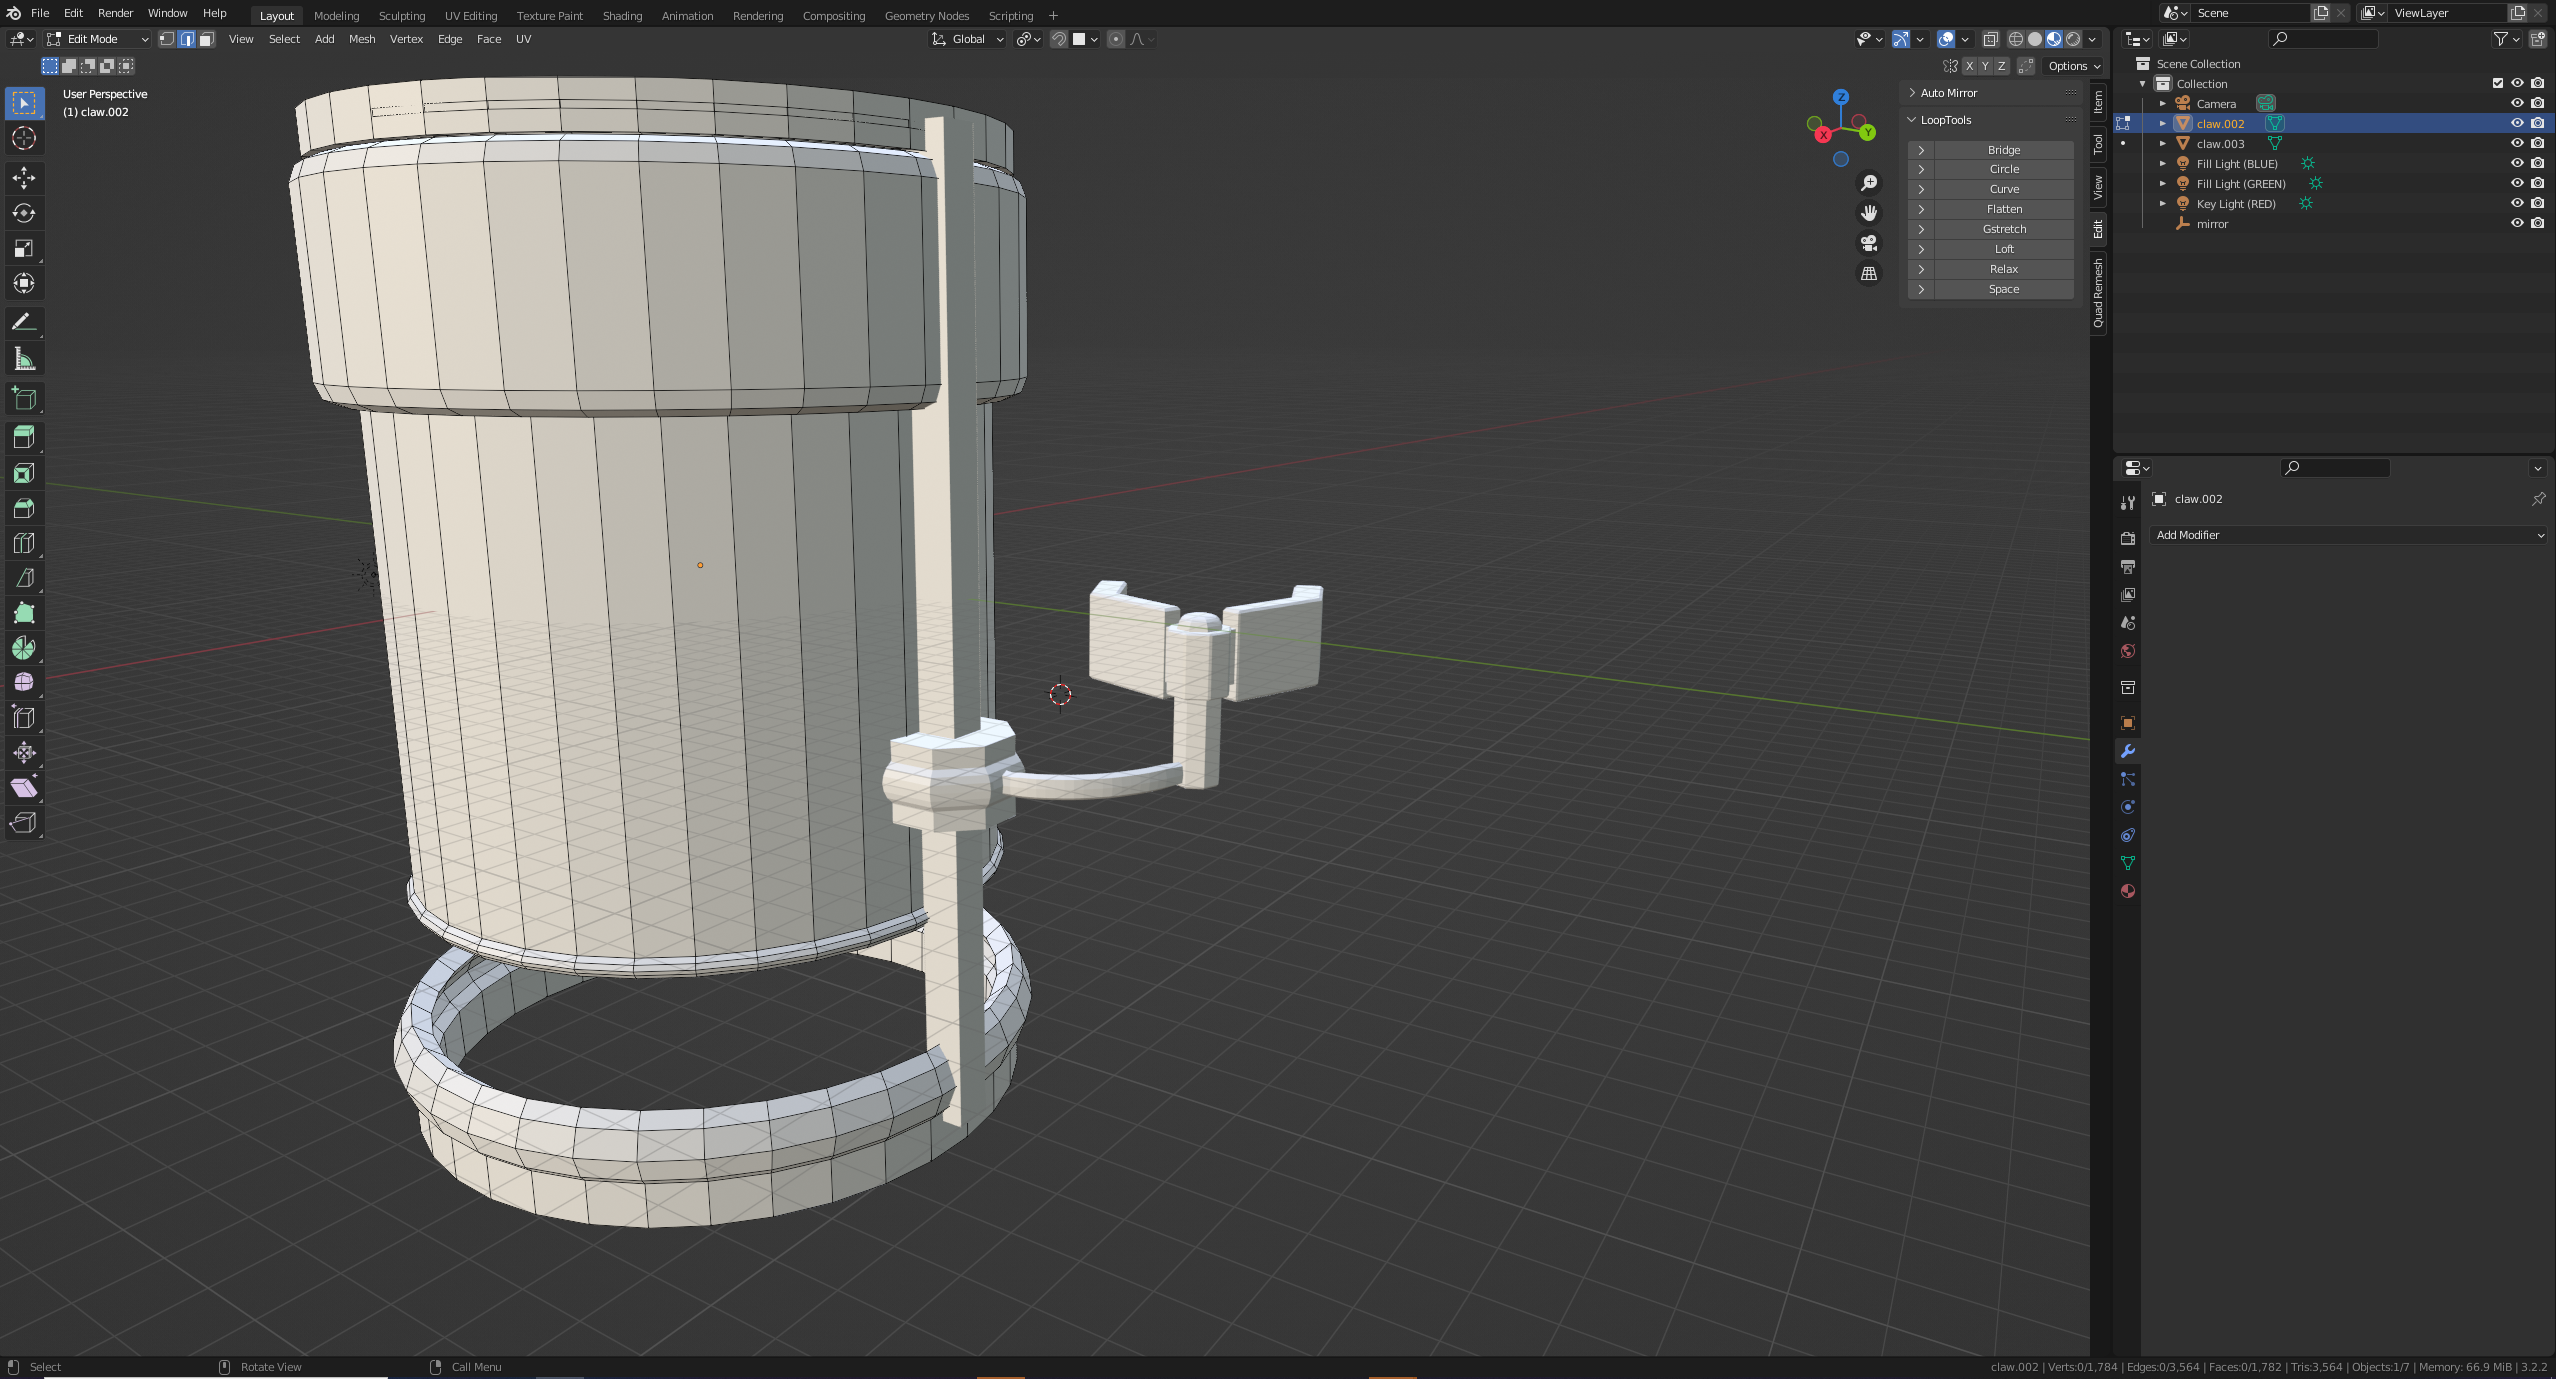 File Edit Render Window Help Layout Modeling Sculpting UV Editing Texture Paint Shading Animation Rendering Compositing Geometry Nodes Scripting + Scene ViewLayer
Edit Mode View Select Add Mesh Vertex Edge Face UV Global
X Y Z Options
User Perspective
(1) claw.002
Z
X
Y
Auto Mirror
LoopTools
Bridge
Circle
Curve
Flatten
Gstretch
Loft
Relax
Space
Item
Tool
View
Edit
Quad Remesh
Scene Collection
Collection
Camera
claw.002
claw.003
Fill Light (BLUE)
Fill Light (GREEN)
Key Light (RED)
mirror
claw.002
Add Modifier
Select Rotate View Call Menu claw.002 | Verts:0/1,784 | Edges:0/3,564 | Faces:0/1,782 | Tris:3,564 | Objects:1/7 | Memory: 66.9 MiB | 3.2.2